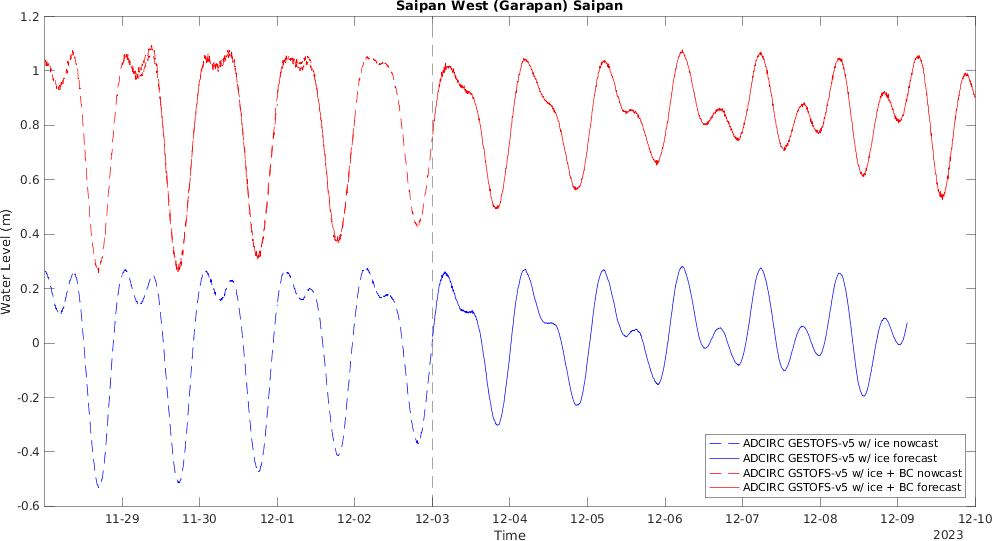 Saipan West (Garapan) Saipan
Water Level (m)
1.2
1
0.8
0.6
0.4
0.2
0
-0.2
-0.4
-0.6
ADCIRC GESTOFS-v5 w/ ice nowcast
ADCIRC GESTOFS-v5 w/ ice forecast
ADCIRC GSTOFS-v5 w/ ice + BC nowcast
ADCIRC GSTOFS-v5 w/ ice + BC forecast
11-29 11-30 12-01 12-02 12-03 12-04 12-05 12-06 12-07 12-08 12-09 12-10
Time
2023